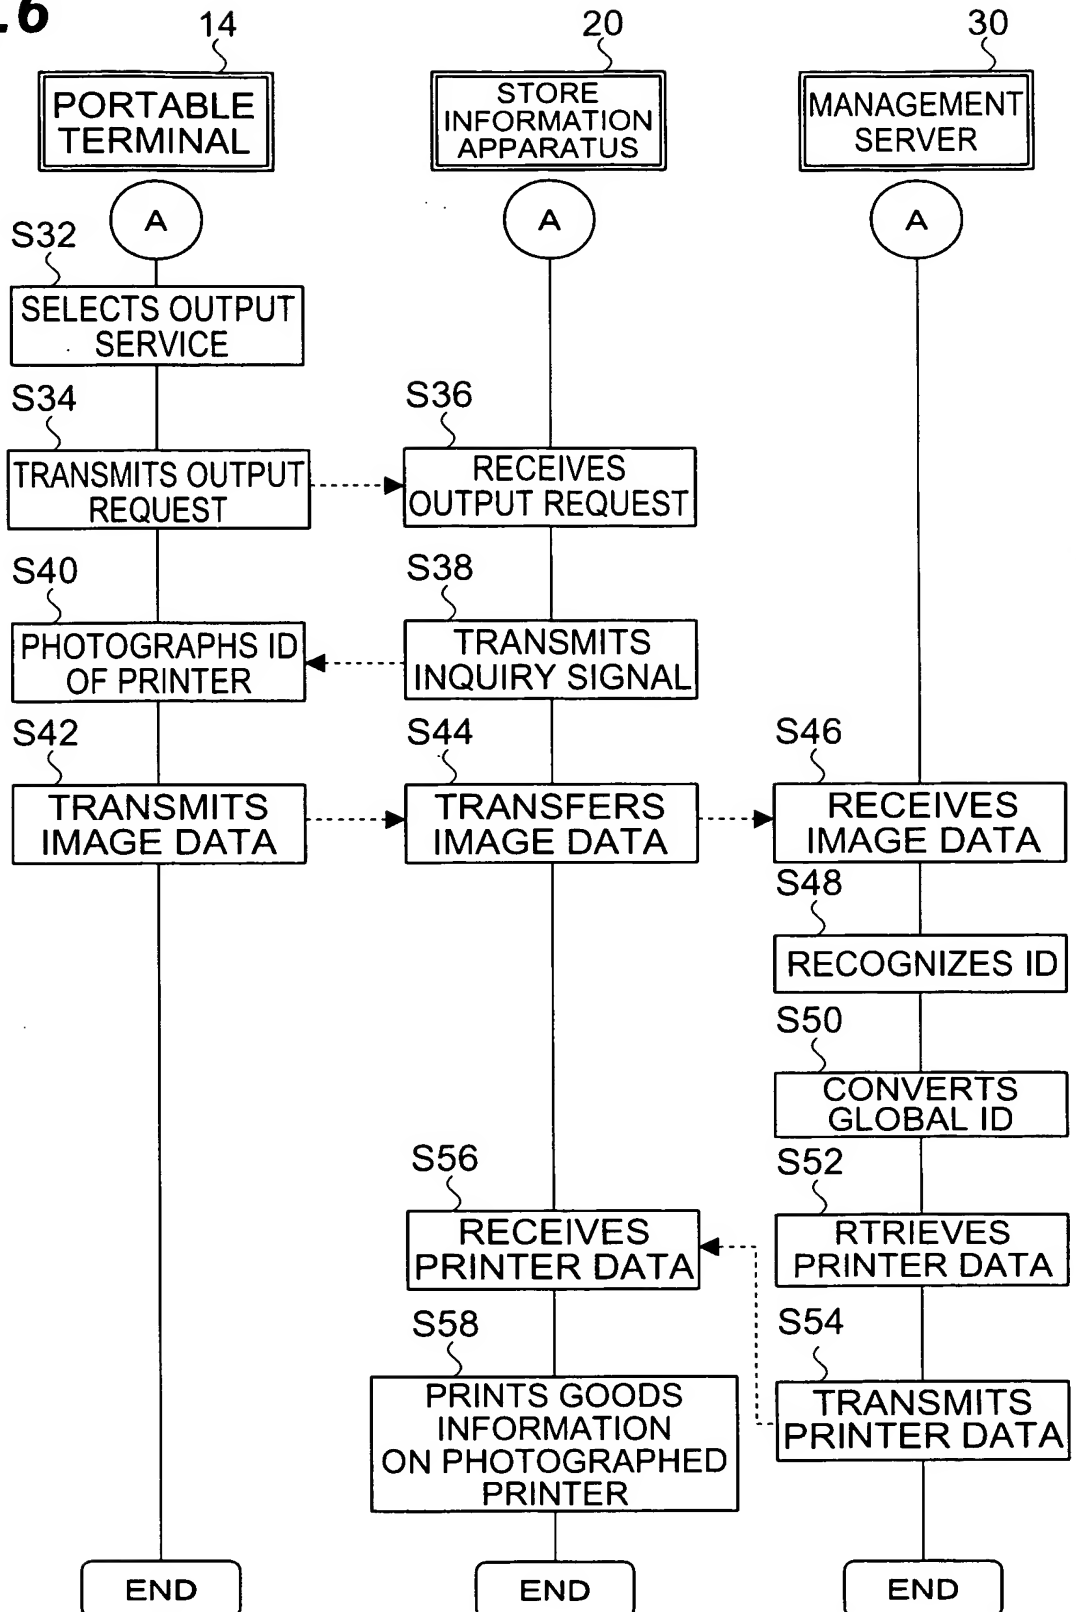 .6
14
20
30
PORTABLE
TERMINAL
STORE
INFORMATION
APPARATUS
MANAGEMENT
SERVER
A
A
A
S32
SELECTS OUTPUT
SERVICE
S34
TRANSMITS OUTPUT
REQUEST
S36
RECEIVES
OUTPUT REQUEST
S40
PHOTOGRAPHS ID
OF PRINTER
S38
TRANSMITS
INQUIRY SIGNAL
S42
TRANSMITS
IMAGE DATA
S44
TRANSFERS
IMAGE DATA
S46
RECEIVES
IMAGE DATA
S48
RECOGNIZES ID
S50
CONVERTS
GLOBAL ID
S56
RECEIVES
PRINTER DATA
S52
RTRIEVES
PRINTER DATA
S58
PRINTS GOODS
INFORMATION
ON PHOTOGRAPHED
PRINTER
S54
TRANSMITS
PRINTER DATA
END
END
END